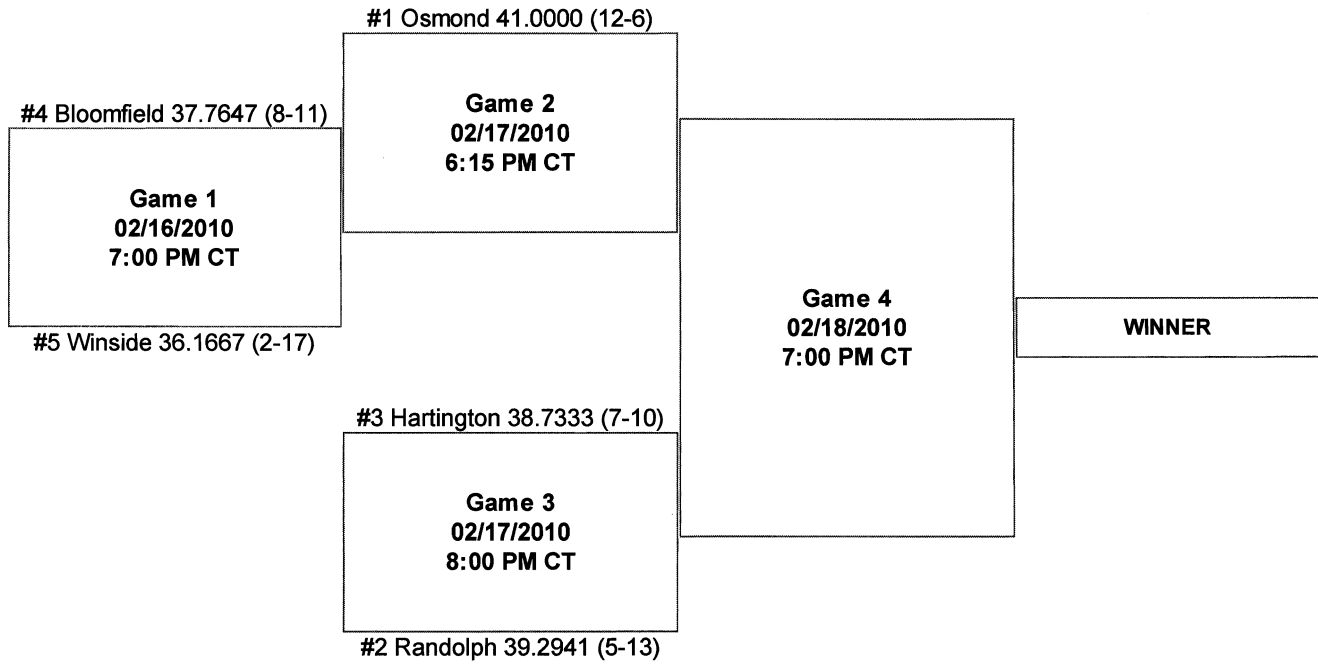 #1 Osmond 41.0000 (12-6)
Game 2
02/17/2010
6:15 PM CT
#4 Bloomfield 37.7647 (8-11)
Game 1
02/16/2010
7:00 PM CT
#5 Winside 36.1667 (2-17)
Game 4
02/18/2010
7:00 PM CT
WINNER
#3 Hartington 38.7333 (7-10)
Game 3
02/17/2010
8:00 PM CT
#2 Randolph 39.2941 (5-13)